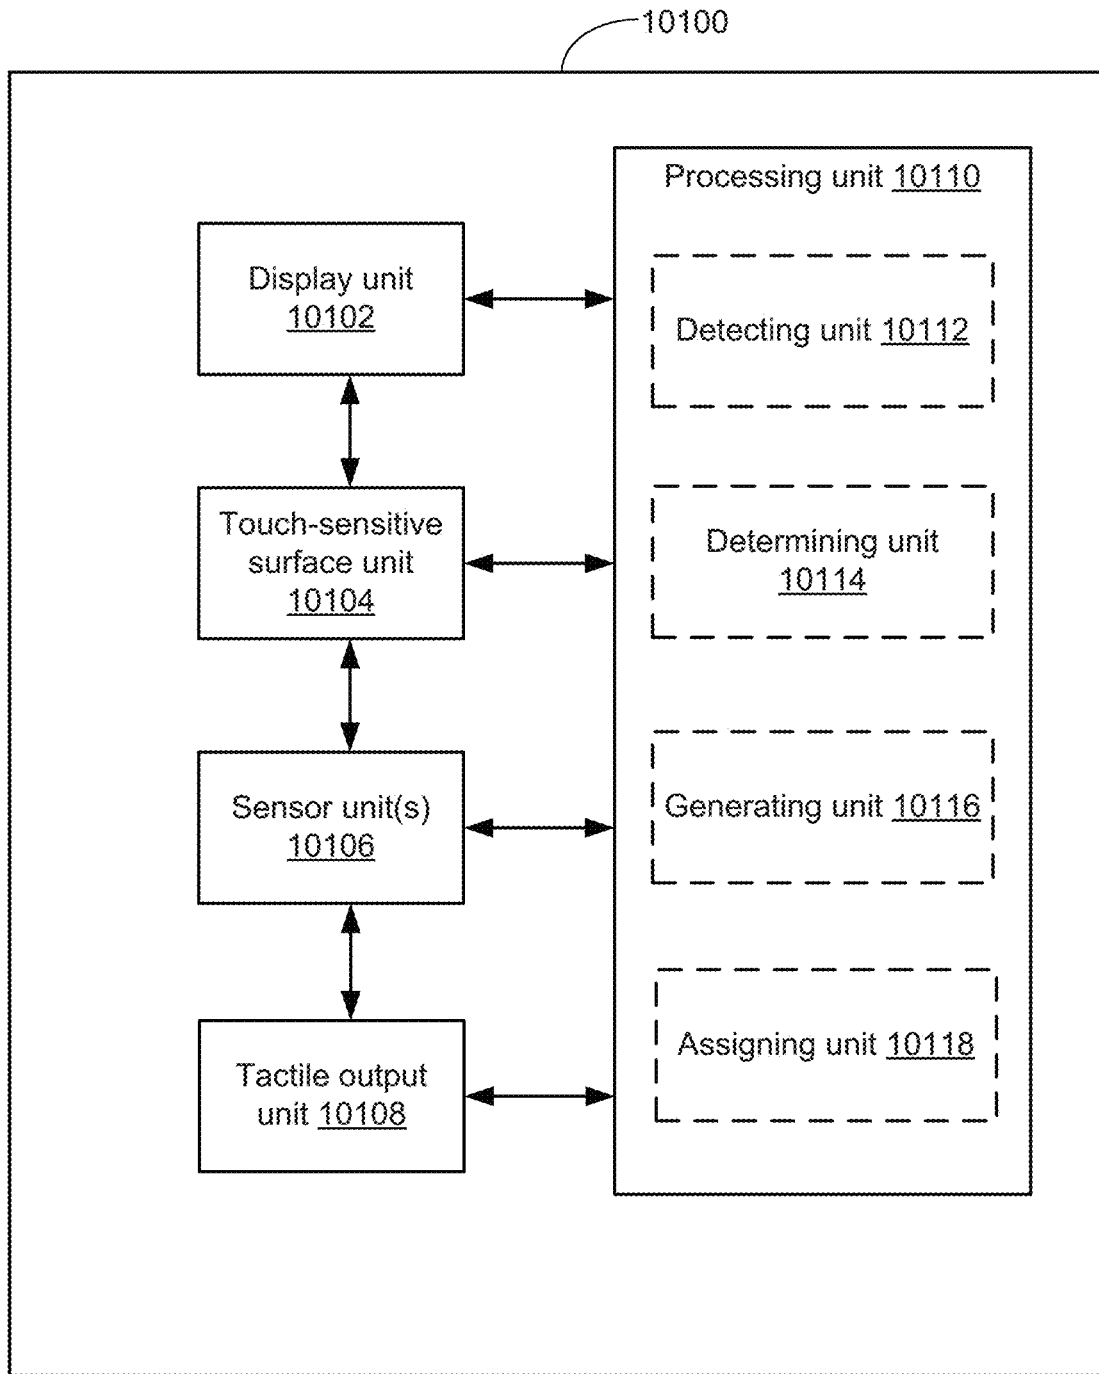 10100
Processing unit 10110
Display unit
10102
Detecting unit 10112
Touch-sensitive
surface unit
10104
Determining unit
10114
Sensor unit(s)
10106
Generating unit 10116
Tactile output
unit 10108
Assigning unit 10118